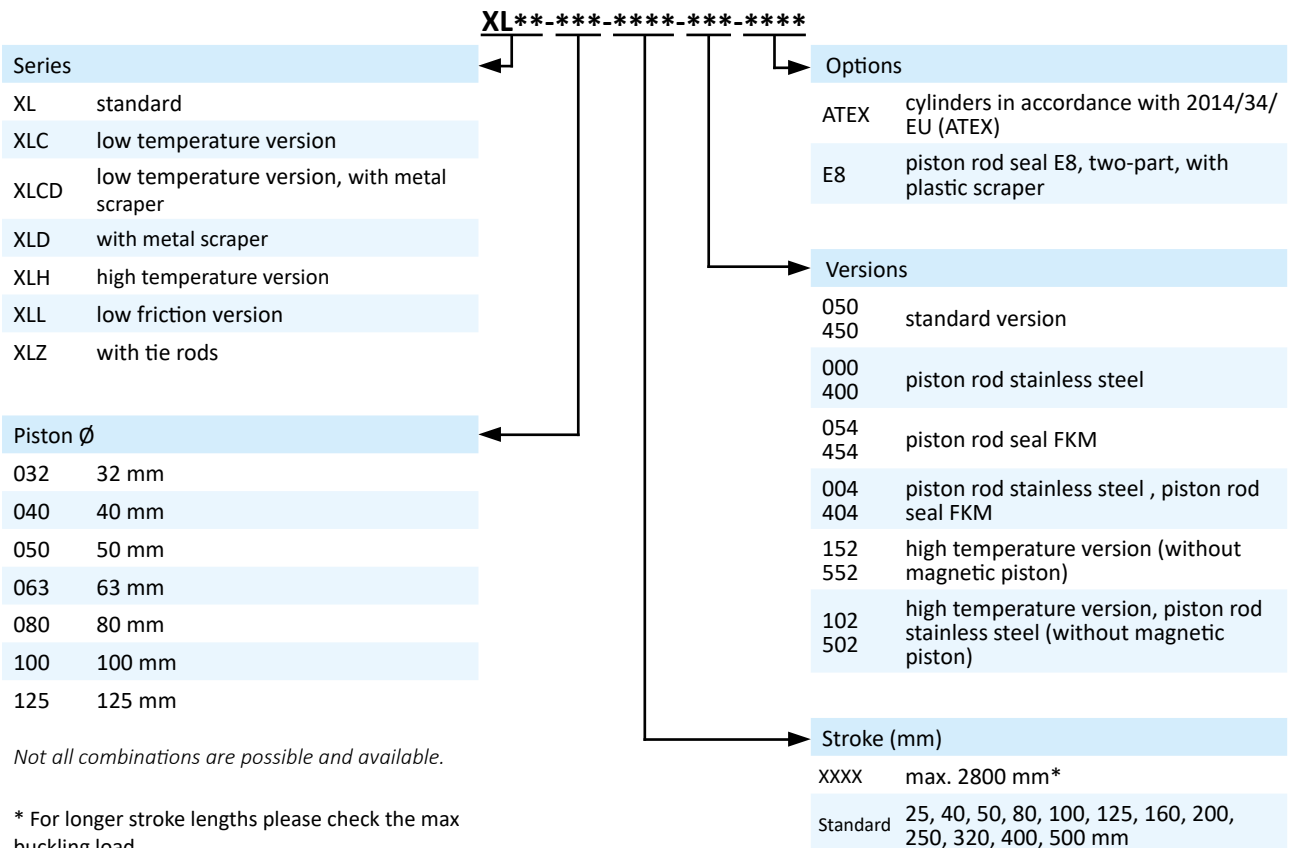 XL**-***-****-***-****
Series
XL standard
XLC low temperature version
XLCD low temperature version, with metal
scraper
XLD with metal scraper
XLH high temperature version
XLL low friction version
XLZ with tie rods
Piston Ø
032 32 mm
040 40 mm
050 50 mm
063 63 mm
080 80 mm
100 100 mm
125 125 mm
Not all combinations are possible and available.
* For longer stroke lengths please check the max
buckling load
Options
ATEX cylinders in accordance with 2014/34/
EU (ATEX)
E8 piston rod seal E8, two-part, with
plastic scraper
Versions
050
450
standard version
000
400
piston rod stainless steel
054
454
piston rod seal FKM
004 piston rod stainless steel , piston rod
404 seal FKM
152 high temperature version (without
552 magnetic piston)
102
502
high temperature version, piston rod
stainless steel (without magnetic
piston)
Stroke (mm)
XXXX max. 2800 mm*
Standard 25, 40, 50, 80, 100, 125, 160, 200,
250, 320, 400, 500 mm